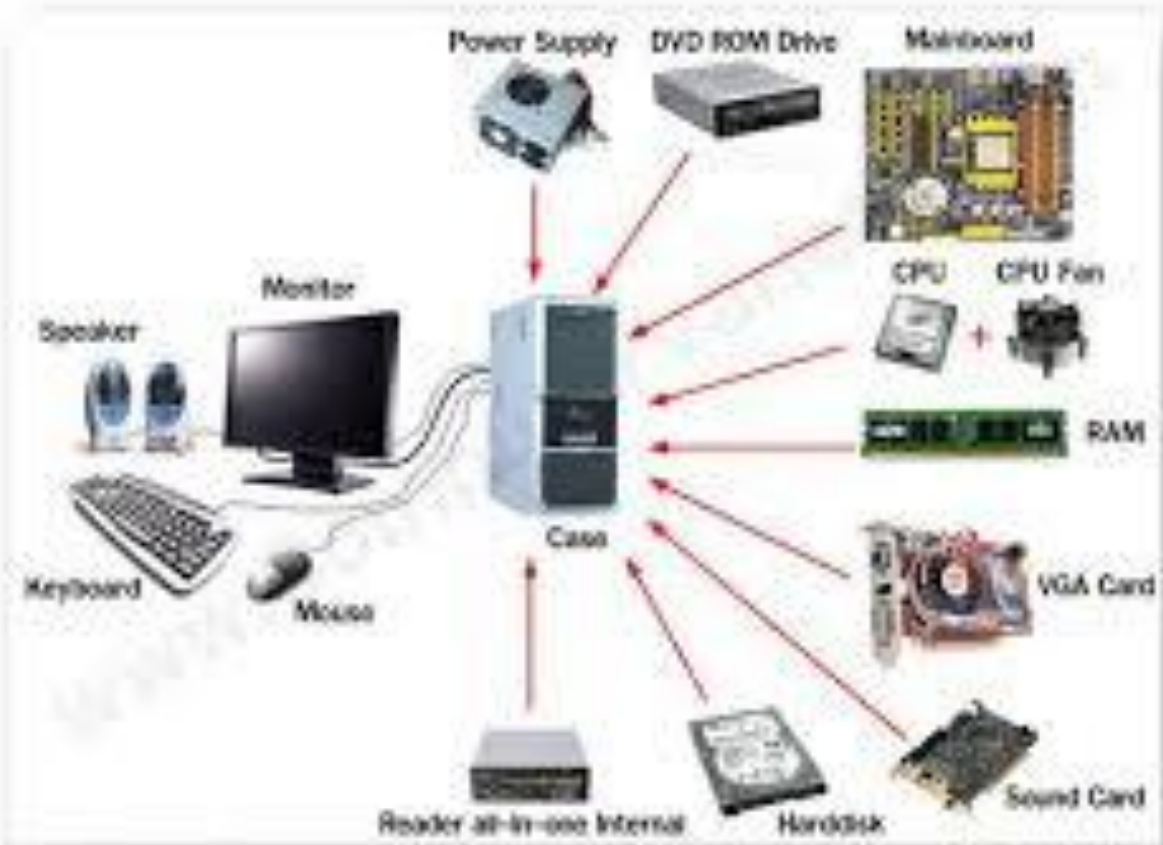 Power Supply
DVD ROM Drive
Mainboard
CPU
CPU Fan
+
Monitor
Speaker
RAM
Case
Keyboard
Mouse
VGA Card
Sound Card
Reader all-in-one Internal
Harddisk